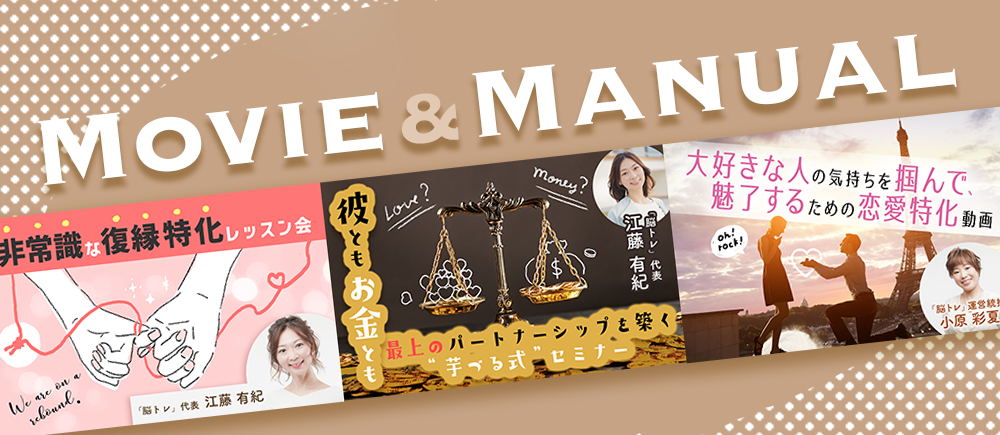 MOVIE & MANUAL
非常識な復縁特化レッスン会
We are on a
rebound.
「脳トレ」代表 江藤 有紀
彼ともお金とも
Love?
money?
$
「脳トレ」代表
江藤 有紀
最上のパートナーシップを築く
“芋づる式”セミナー
大好きな人の気持ちを掴んで、
魅了するための恋愛特化動画
oh!
rock!
「脳トレ」運営統括
小原 彩夏